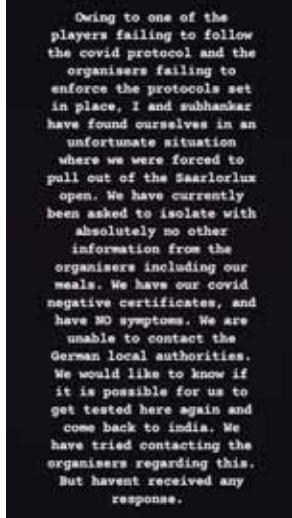 Owing to one of the
players failing to follow
the covid protocol and the
organisers failing to
enforce the protocols set
in place, I and subhankar
have found ourselves in an
unfortunate situation
where we were forced to
pull out of the Saarlorlux
open. We have currently
been asked to isolate with
absolutely no other
information from the
organisers including our
meals. We have our covid
negative certificates, and
have NO symptoms. We are
unable to contact the
German local authorities.
We would like to know if
it is possible for us to
get tested here again and
come back to india. We
have tried contacting the
organisers regarding this.
But havent received any
response.